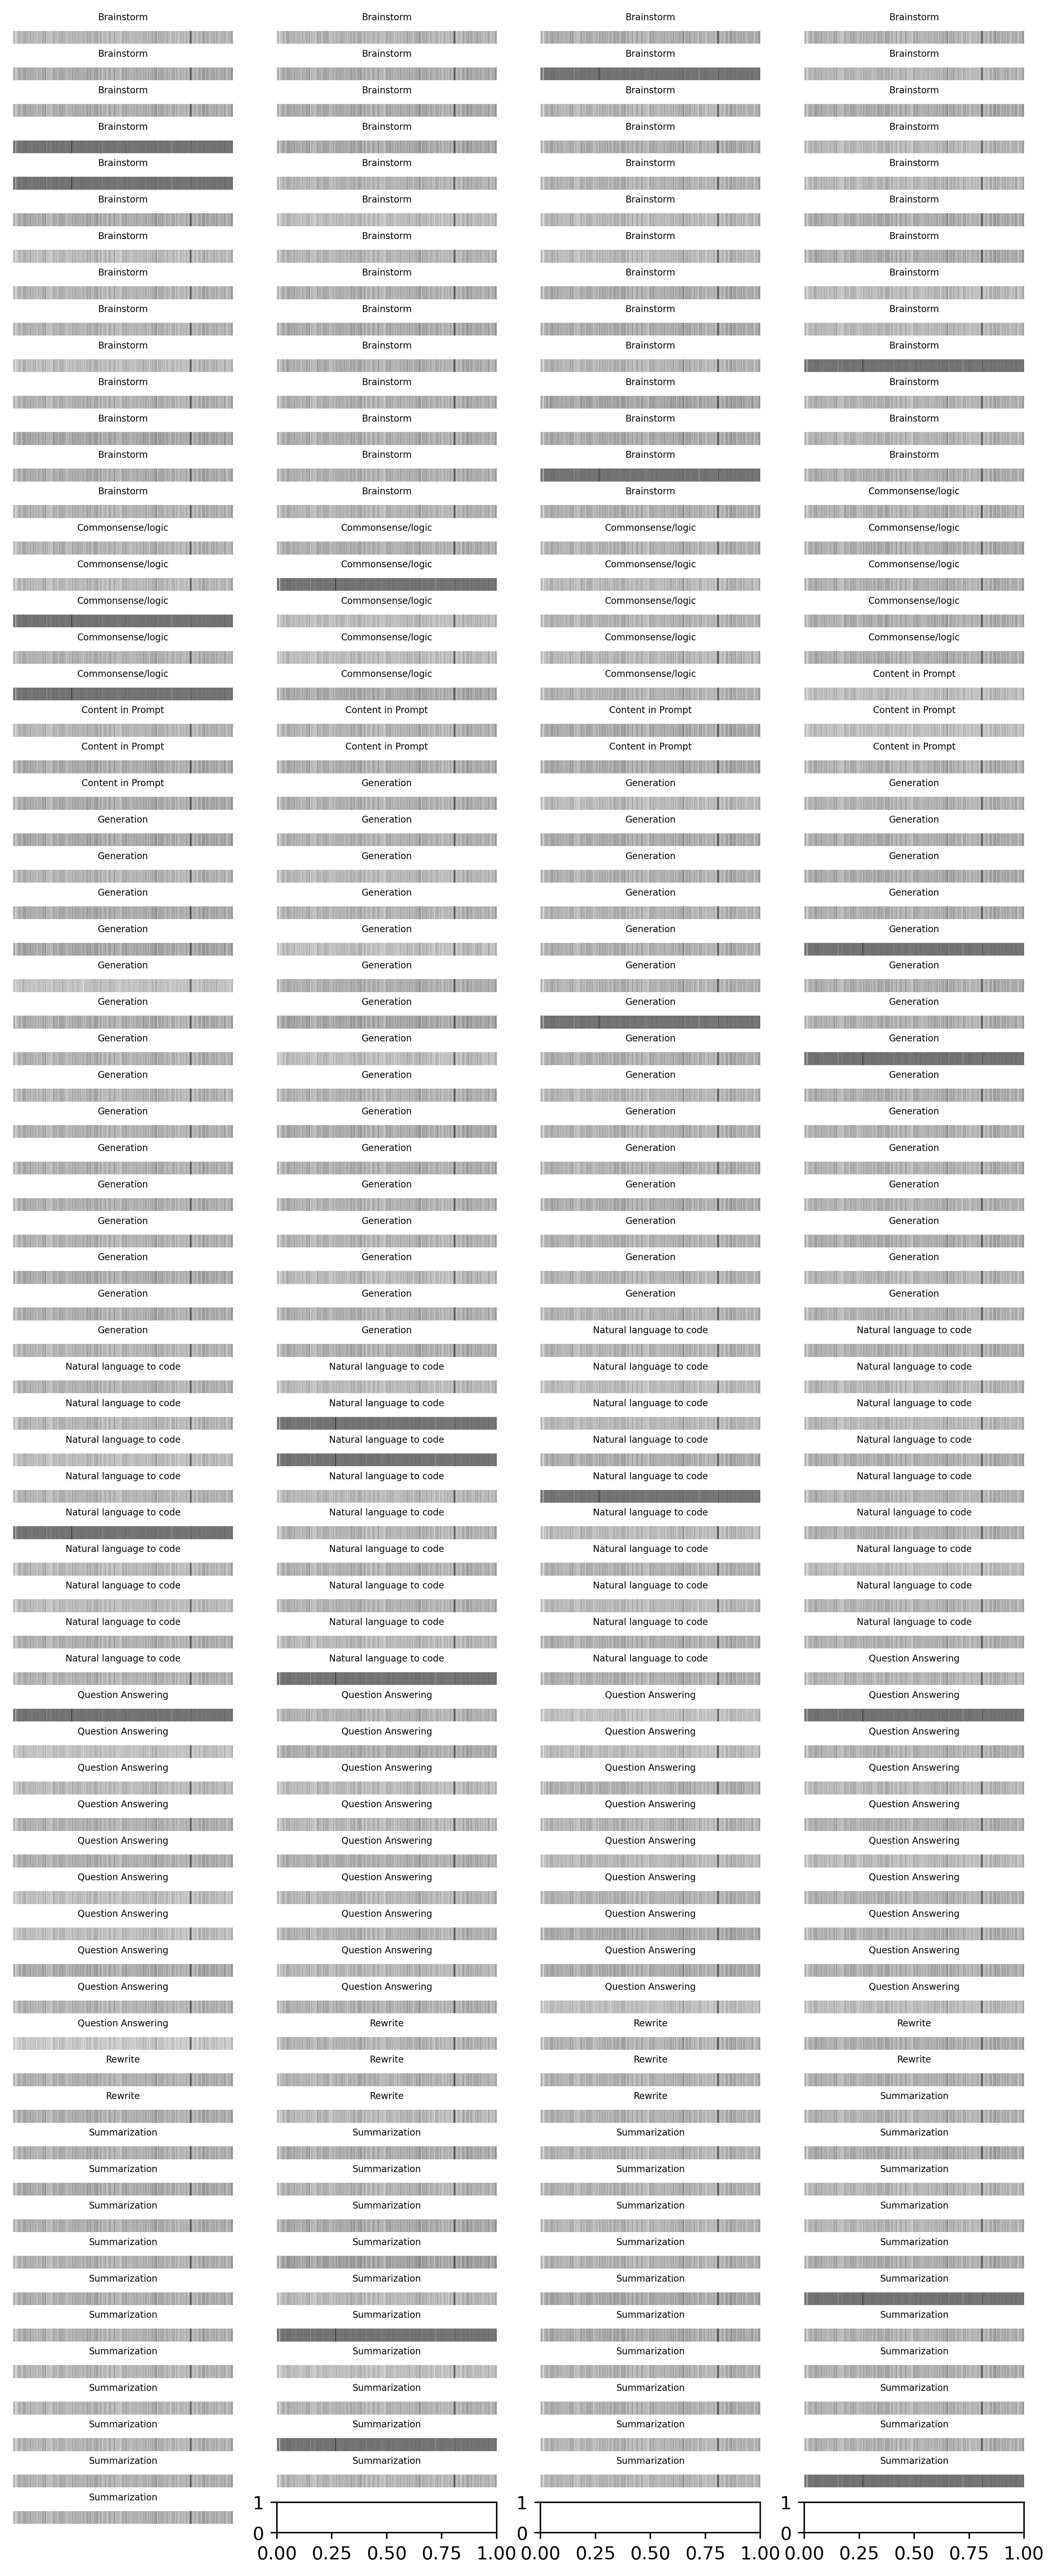 Brainstorm Brainstorm Brainstorm Brainstorm
Brainstorm Brainstorm Brainstorm Brainstorm
Brainstorm Brainstorm Brainstorm Brainstorm
Brainstorm Brainstorm Brainstorm Brainstorm
Brainstorm Brainstorm Brainstorm Brainstorm
Brainstorm Brainstorm Brainstorm Brainstorm
Brainstorm Brainstorm Brainstorm Brainstorm
Brainstorm Brainstorm Brainstorm Brainstorm
Brainstorm Brainstorm Brainstorm Brainstorm
Brainstorm Brainstorm Brainstorm Brainstorm
Brainstorm Brainstorm Brainstorm Brainstorm
Brainstorm Brainstorm Brainstorm Brainstorm
Brainstorm Brainstorm Brainstorm Brainstorm
Brainstorm Brainstorm Brainstorm Commonsense/logic
Commonsense/logic Commonsense/logic Commonsense/logic Commonsense/logic
Commonsense/logic Commonsense/logic Commonsense/logic Commonsense/logic
Commonsense/logic Commonsense/logic Commonsense/logic Commonsense/logic
Commonsense/logic Commonsense/logic Commonsense/logic Commonsense/logic
Commonsense/logic Commonsense/logic Commonsense/logic Content in Prompt
Content in Prompt Content in Prompt Content in Prompt Content in Prompt
Content in Prompt Content in Prompt Content in Prompt Content in Prompt
Content in Prompt Generation Generation Generation
Generation Generation Generation Generation
Generation Generation Generation Generation
Generation Generation Generation Generation
Generation Generation Generation Generation
Generation Generation Generation Generation
Generation Generation Generation Generation
Generation Generation Generation Generation
Generation Generation Generation Generation
Generation Generation Generation Generation
Generation Generation Generation Generation
Generation Generation Generation Generation
Generation Generation Generation Generation
Generation Generation Generation Generation
Generation Generation Generation Generation
Generation Generation Natural language to code Natural language to code
Natural language to code Natural language to code Natural language to code Natural language to code
Natural language to code Natural language to code Natural language to code Natural language to code
Natural language to code Natural language to code Natural language to code Natural language to code
Natural language to code Natural language to code Natural language to code Natural language to code
Natural language to code Natural language to code Natural language to code Natural language to code
Natural language to code Natural language to code Natural language to code Natural language to code
Natural language to code Natural language to code Natural language to code Natural language to code
Natural language to code Natural language to code Natural language to code Natural language to code
Natural language to code Natural language to code Natural language to code Question Answering
Question Answering Question Answering Question Answering Question Answering
Question Answering Question Answering Question Answering Question Answering
Question Answering Question Answering Question Answering Question Answering
Question Answering Question Answering Question Answering Question Answering
Question Answering Question Answering Question Answering Question Answering
Question Answering Question Answering Question Answering Question Answering
Question Answering Question Answering Question Answering Question Answering
Question Answering Question Answering Question Answering Question Answering
Question Answering Question Answering Question Answering Question Answering
Question Answering Rewrite Rewrite Rewrite
Rewrite Rewrite Rewrite Rewrite
Rewrite Rewrite Rewrite Summarization
Summarization Summarization Summarization Summarization
Summarization Summarization Summarization Summarization
Summarization Summarization Summarization Summarization
Summarization Summarization Summarization Summarization
Summarization Summarization Summarization Summarization
Summarization Summarization Summarization Summarization
Summarization Summarization Summarization Summarization
Summarization Summarization Summarization Summarization
Summarization Summarization Summarization Summarization
Summarization Summarization Summarization Summarization
Summarization
1 1 1
0 0 0
0.00 0.25 0.50 0.75 1.00 0.00 0.25 0.50 0.75 1.00 0.00 0.25 0.50 0.75 1.00